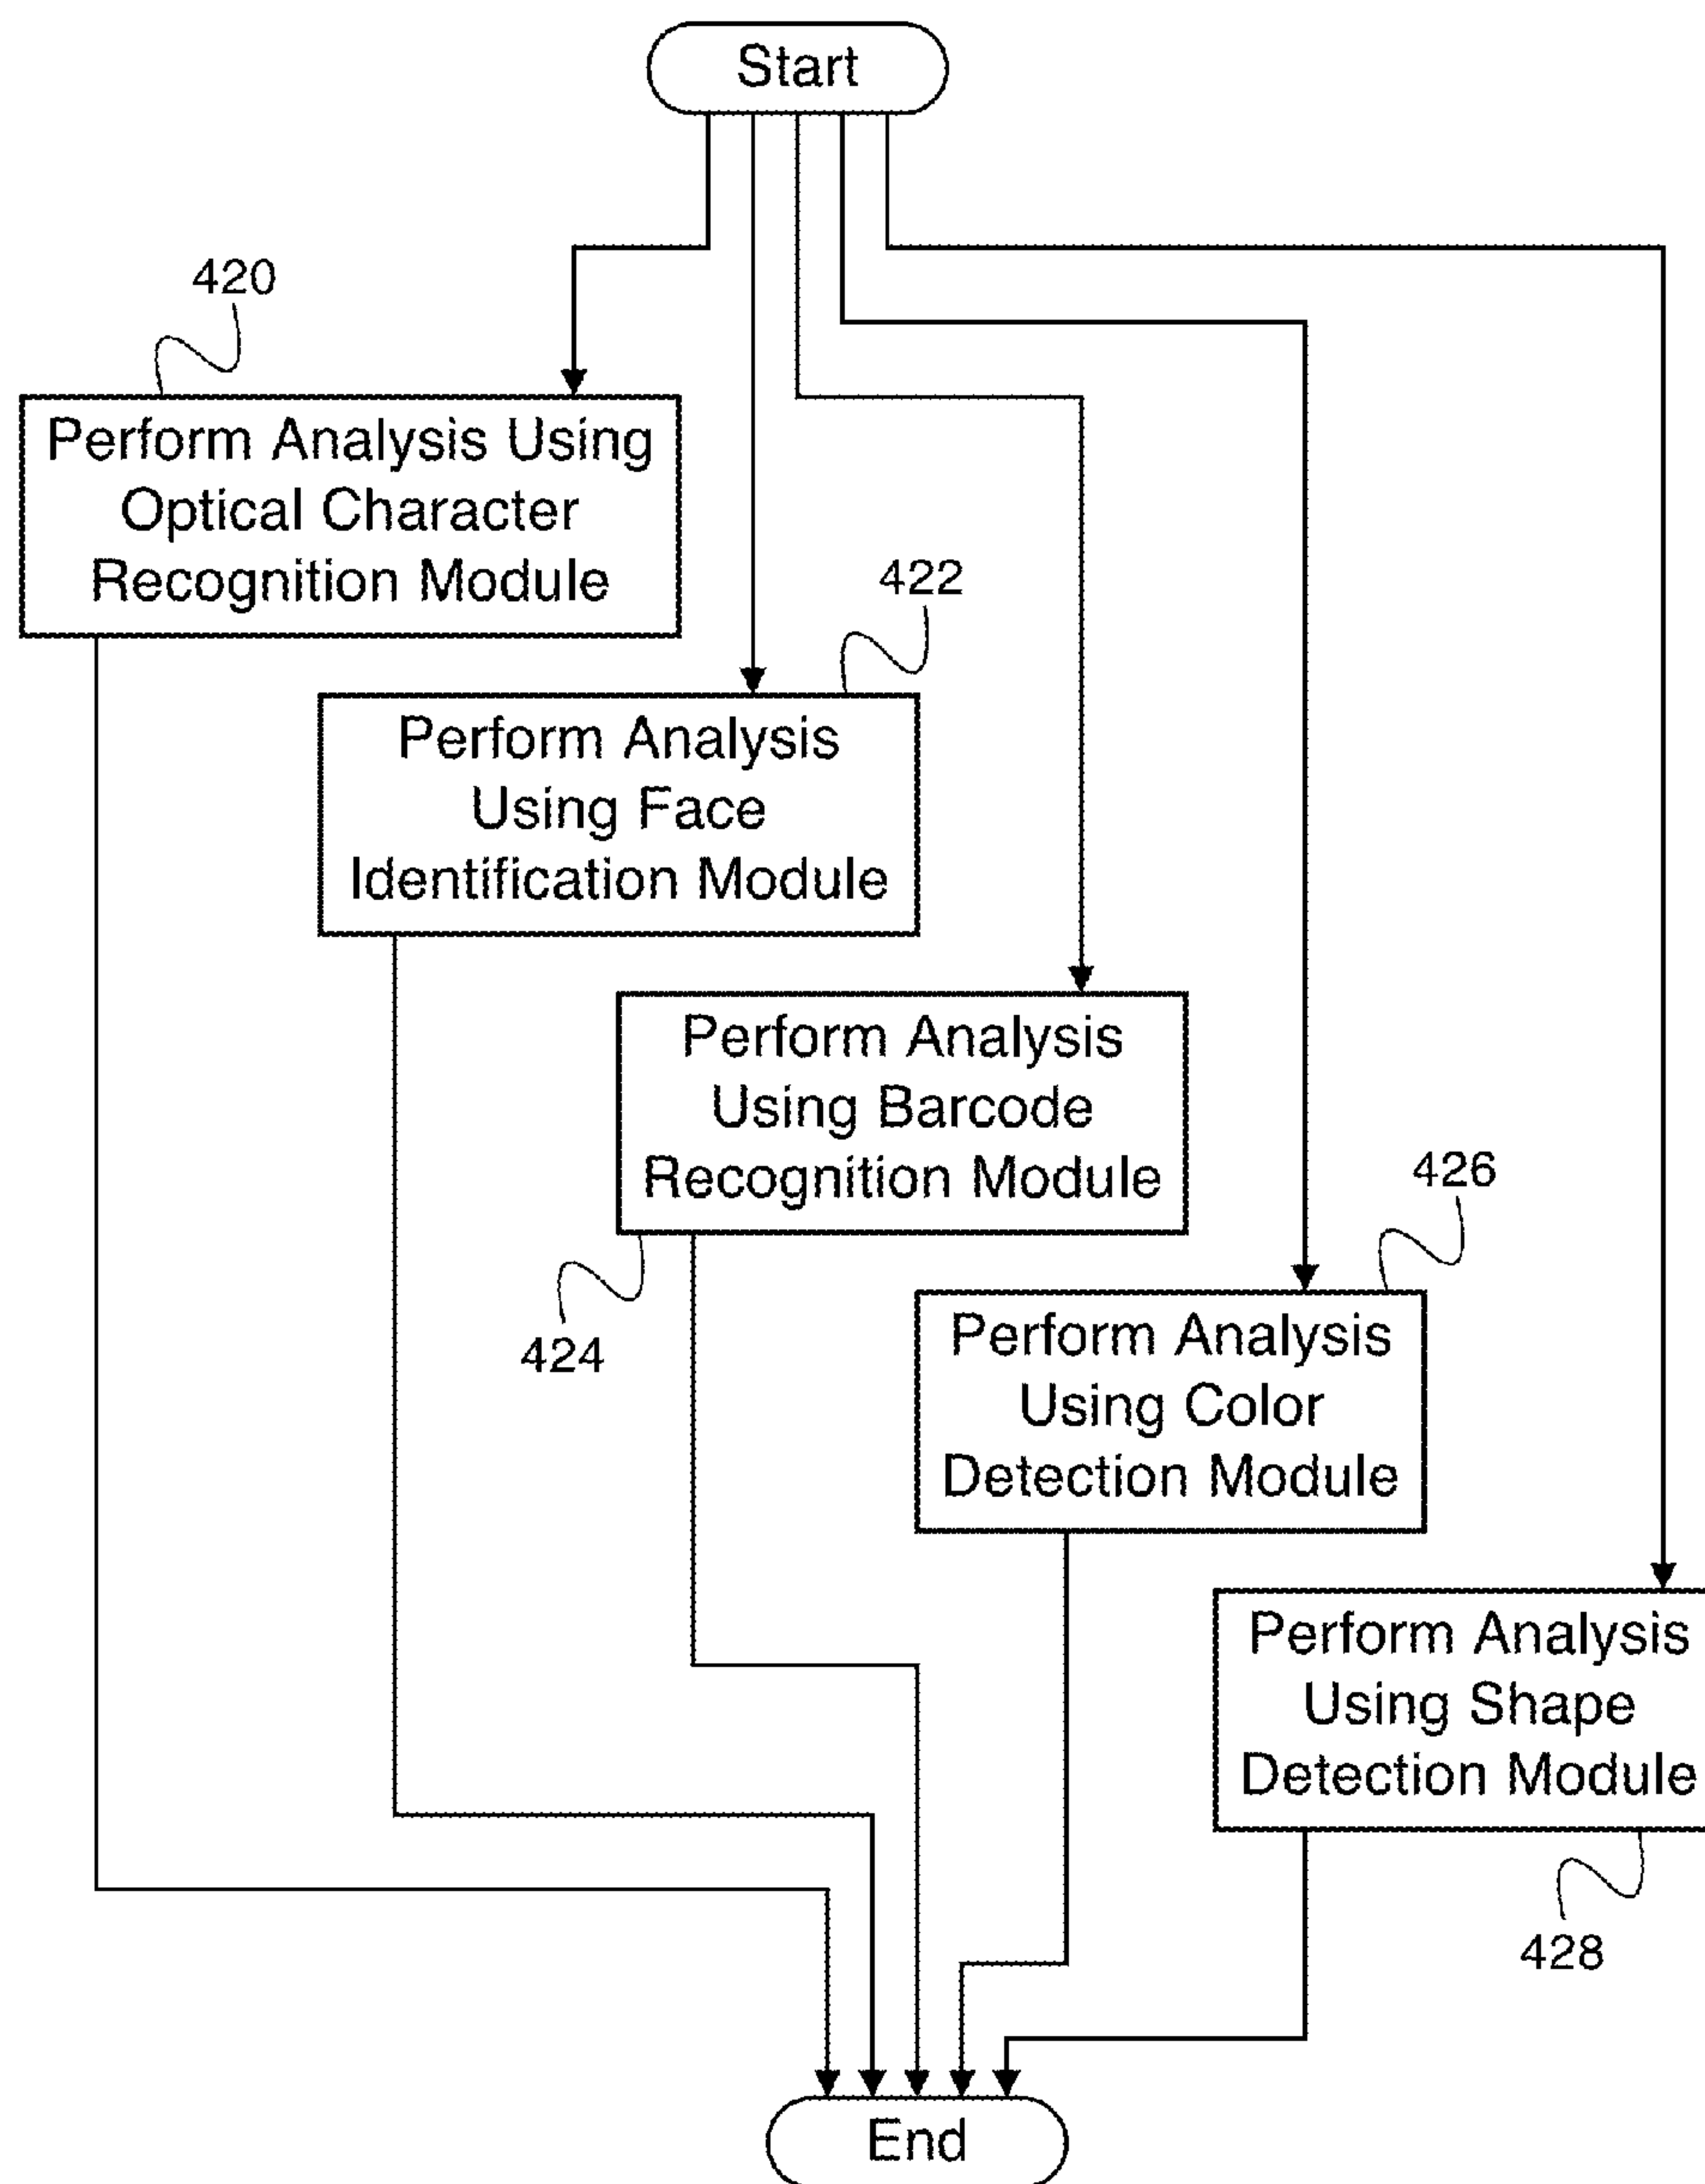 Start
420
Perform Analysis Using
Optical Character
Recognition Module
422
Perform Analysis
Using Face
Identification Module
Perform Analysis
Using Barcode
Recognition Module
424
426
Perform Analysis
Using Color
Detection Module
Perform Analysis
Using Shape
Detection Module
428
End